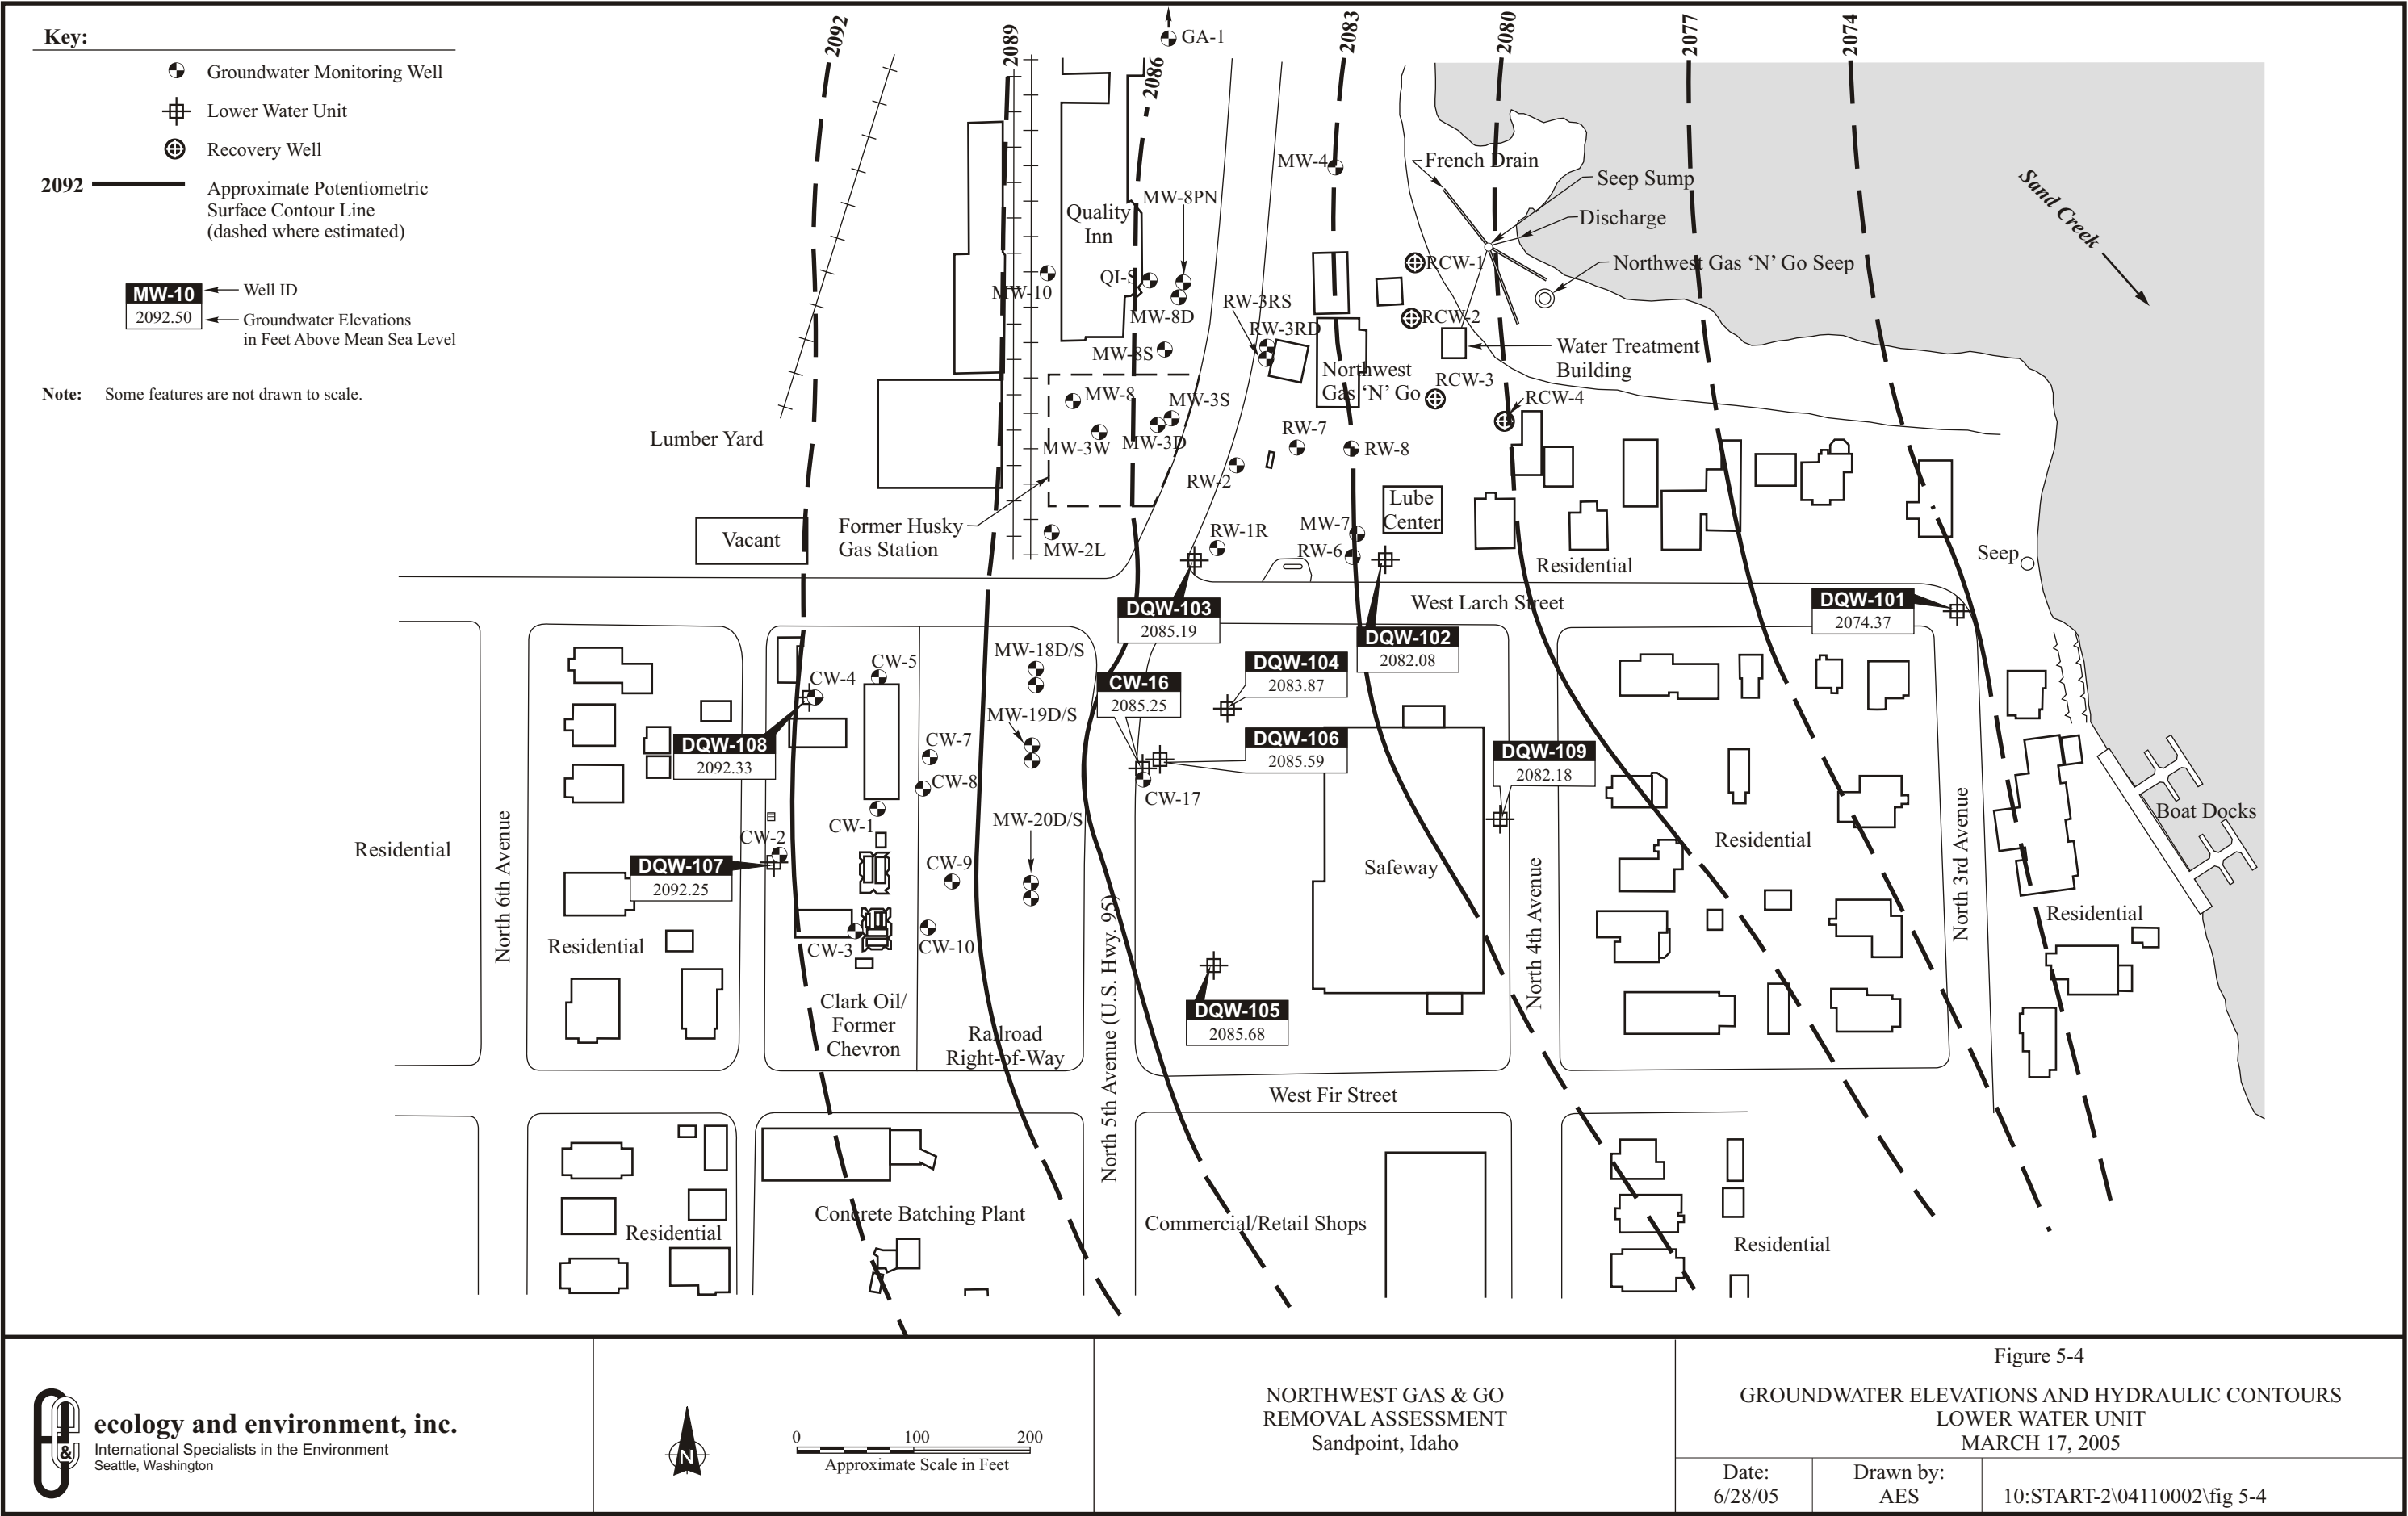 Key:
Groundwater Monitoring Well
Lower Water Unit
Recovery Well
2092
Approximate Potentiometric
Surface Contour Line
(dashed where estimated)
MW-10
2092.50
Well ID
Groundwater Elevations
in Feet Above Mean Sea Level
Note: Some features are not drawn to scale.
2092
2089
2086
2083
2080
2077
2074
GA-1
MW-4
French Drain
Seep Sump
Discharge
Northwest Gas ‘N’ Go Seep
Sand Creek
MW-8PN
Quality
Inn
QI-S
MW-10
MW-8D
MW-8S
RW-3RS
RW-3RD
RCW-1
RCW-2
RCW-3
RCW-4
Water Treatment
Building
Northwest
Gas ‘N’ Go
MW-8
MW-3S
MW-3W
MW-3D
RW-7
RW-8
RW-2
Lumber Yard
Lube
Center
Former Husky
Gas Station
Vacant
MW-2L
RW-1R
MW-7
RW-6
Residential
Seep
West Larch Street
DQW-103
2085.19
DQW-102
2082.08
DQW-101
2074.37
CW-4
CW-5
MW-18D/S
CW-16
2085.25
DQW-104
2083.87
MW-19D/S
DQW-108
2092.33
CW-7
CW-8
DQW-106
2085.59
DQW-109
2082.18
CW-17
CW-1
MW-20D/S
CW-2
DQW-107
2092.25
CW-9
Safeway
Residential
Boat Docks
Residential
North 6th Avenue
North 5th Avenue (U.S. Hwy. 95)
North 4th Avenue
North 3rd Avenue
Residential
CW-3
CW-10
Residential
DQW-105
2085.68
Clark Oil/
Former
Chevron
Railroad
Right-of-Way
West Fir Street
Concrete Batching Plant
Commercial/Retail Shops
Residential
Residential
&
ecology and environment, inc.
International Specialists in the Environment
Seattle, Washington
N
0 100 200
Approximate Scale in Feet
NORTHWEST GAS & GO
REMOVAL ASSESSMENT
Sandpoint, Idaho
Figure 5-4
GROUNDWATER ELEVATIONS AND HYDRAULIC CONTOURS
LOWER WATER UNIT
MARCH 17, 2005
Date:
6/28/05
Drawn by:
AES
10:START-2\04110002\fig 5-4